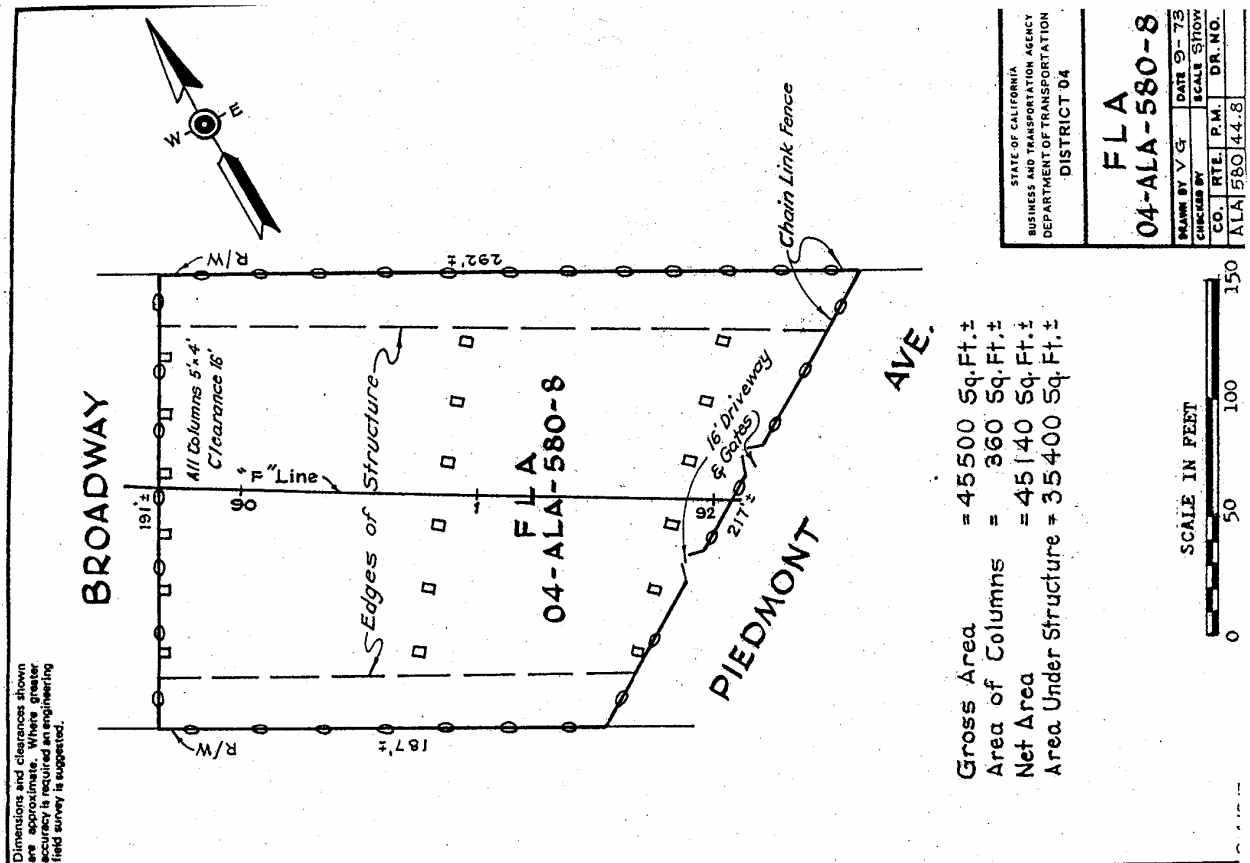 Dimensions and clearances shown
are approximate. Where greater
accuracy is required an engineering
field survey is suggested.
W
E
BROADWAY
R/W
R/W
191'±
292'±
187'±
217'±
All Columns 5'×4'
Clearance 16'
"F" Line
90
1
92
Edges of Structure
FLA
04-ALA-580-8
16' Driveway
& Gates
Chain Link Fence
PIEDMONT
AVE.
Gross Area = 45500 Sq. Ft. ±
Area of Columns = 360 Sq. Ft. ±
Net Area = 45140 Sq. Ft. ±
Area Under Structure = 35400 Sq. Ft. ±
SCALE IN FEET
0 50 100 150
STATE OF CALIFORNIA
BUSINESS AND TRANSPORTATION AGENCY
DEPARTMENT OF TRANSPORTATION
DISTRICT 04
FLA
04-ALA-580-8
DRAWN BY VG DATE 9-73
CHECKED BY SCALE Show
CO. RTE. P.M. DR. NO.
ALA 580 44.8